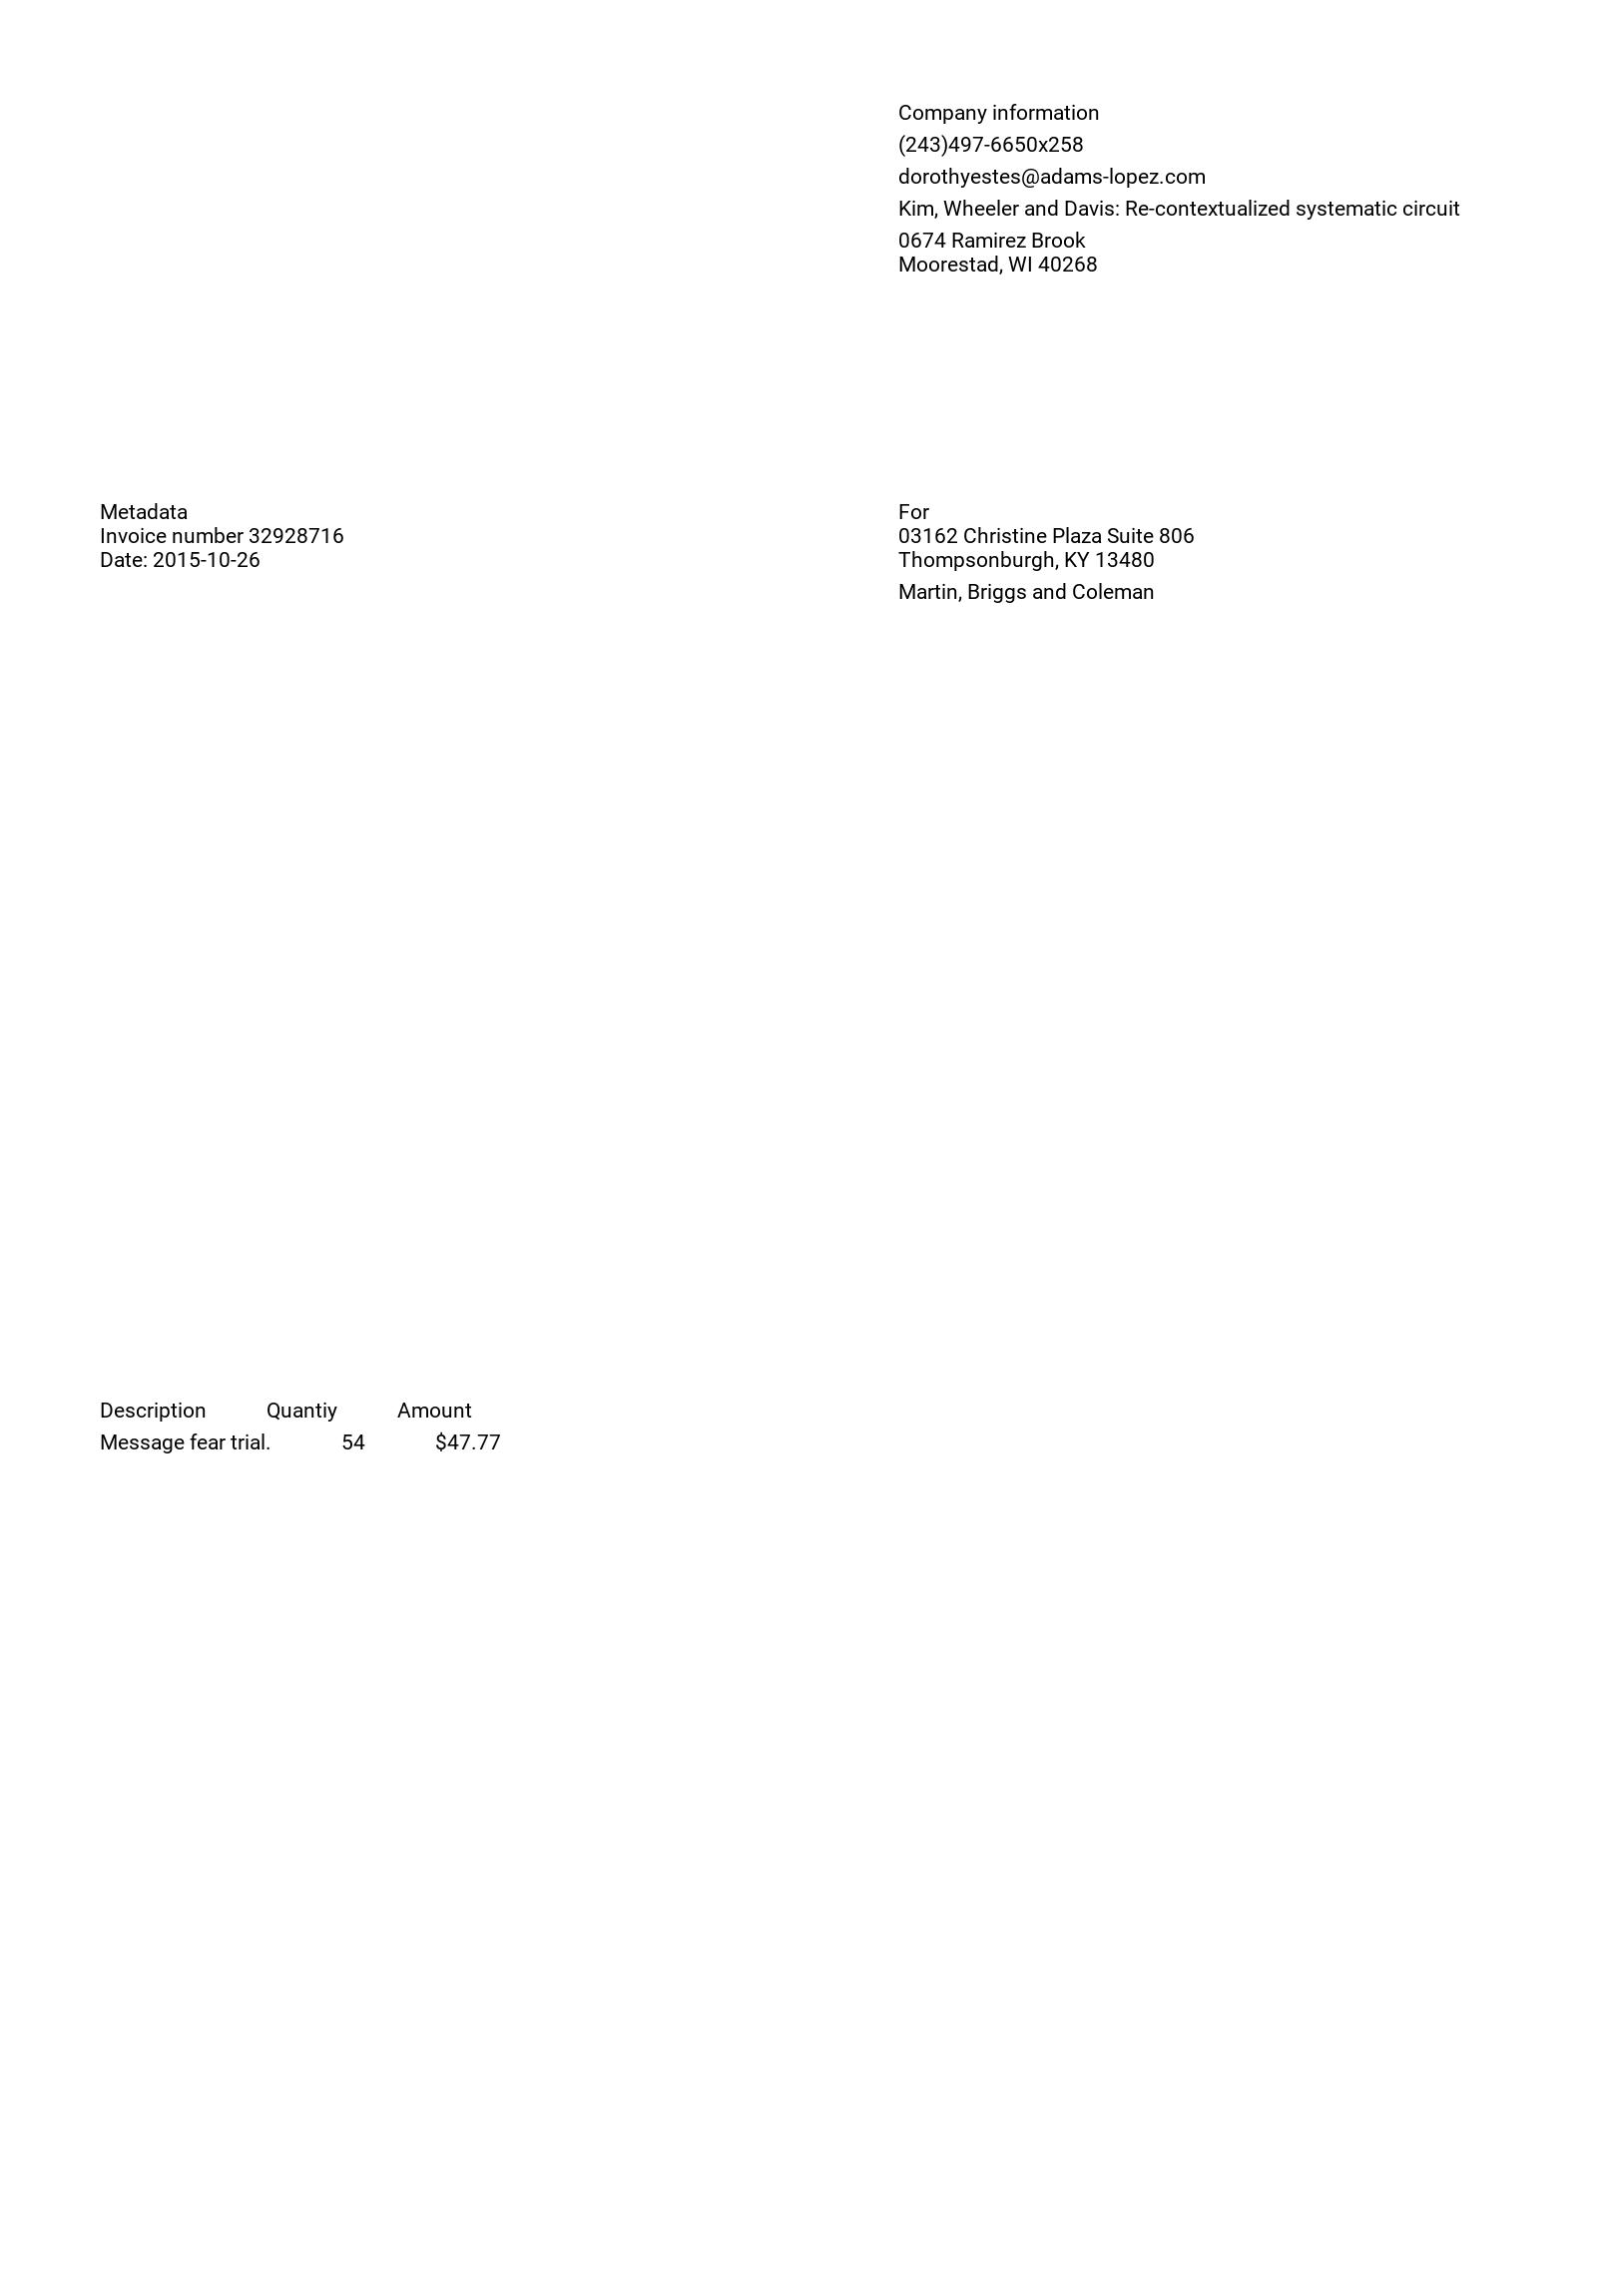 Company information
(243)497-6650x258
dorothyestes@adams-lopez.com
Kim, Wheeler and Davis: Re-contextualized systematic circuit
0674 Ramirez Brook
Moorestad, WI 40268
Metadata
Invoice number 32928716
Date: 2015-10-26
For
03162 Christine Plaza Suite 806
Thompsonburgh, KY 13480
Martin, Briggs and Coleman
Description Quantiy Amount
Message fear trial. 54 $47.77